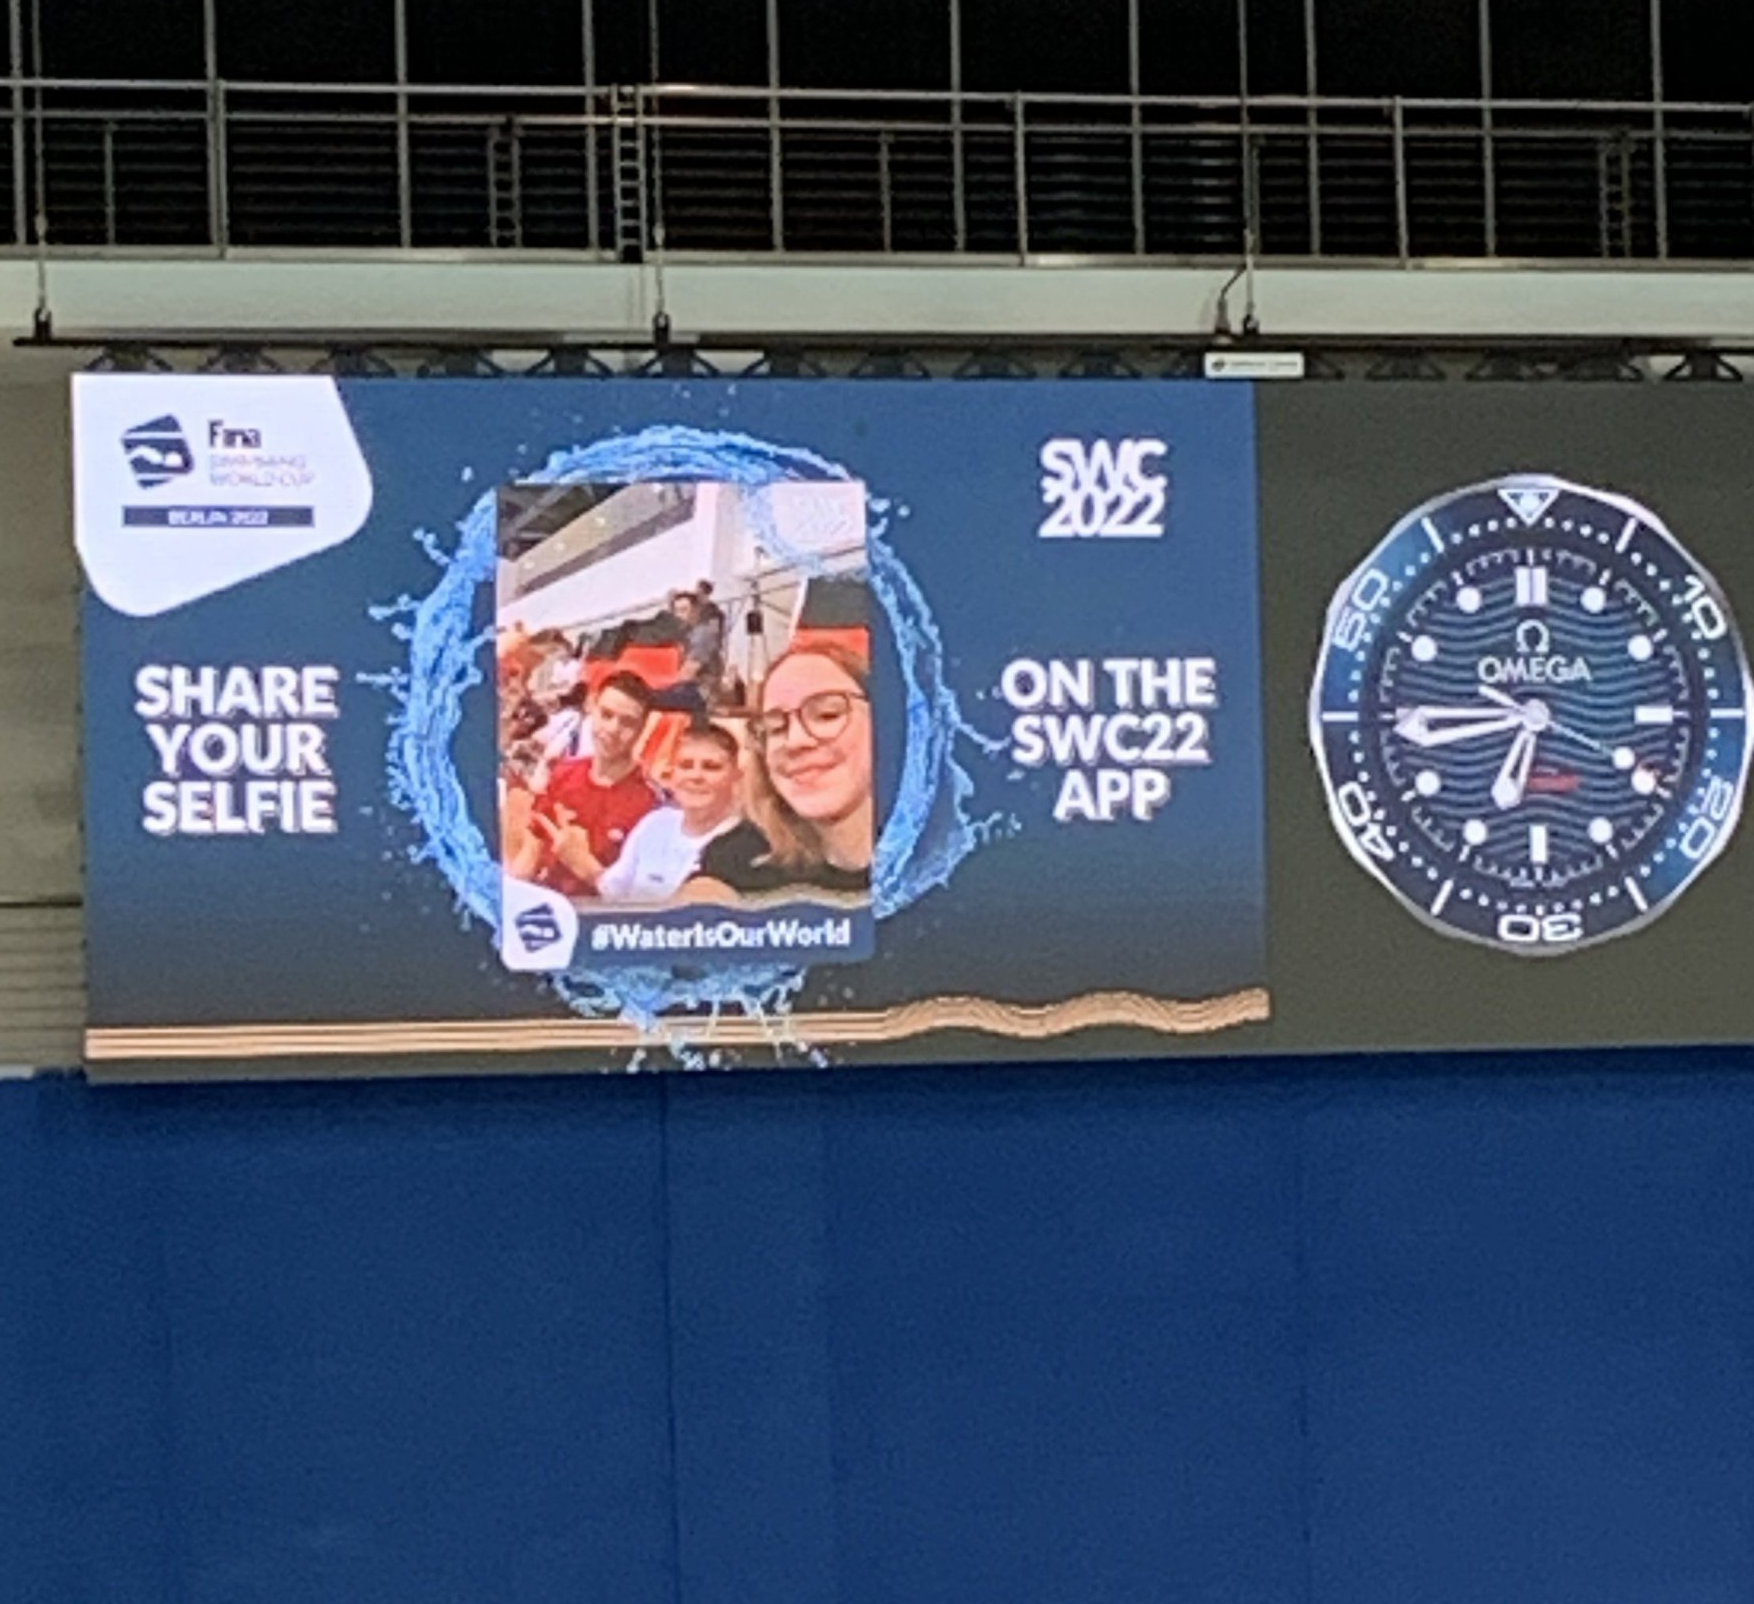 Fina
SWIMMING
WORLD CUP
BERLIN 2022
SWC
2022
SHARE
YOUR
SELFIE
ON THE
SWC22
APP
#WaterIsOurWorld
OMEGA
10
20
30
40
50